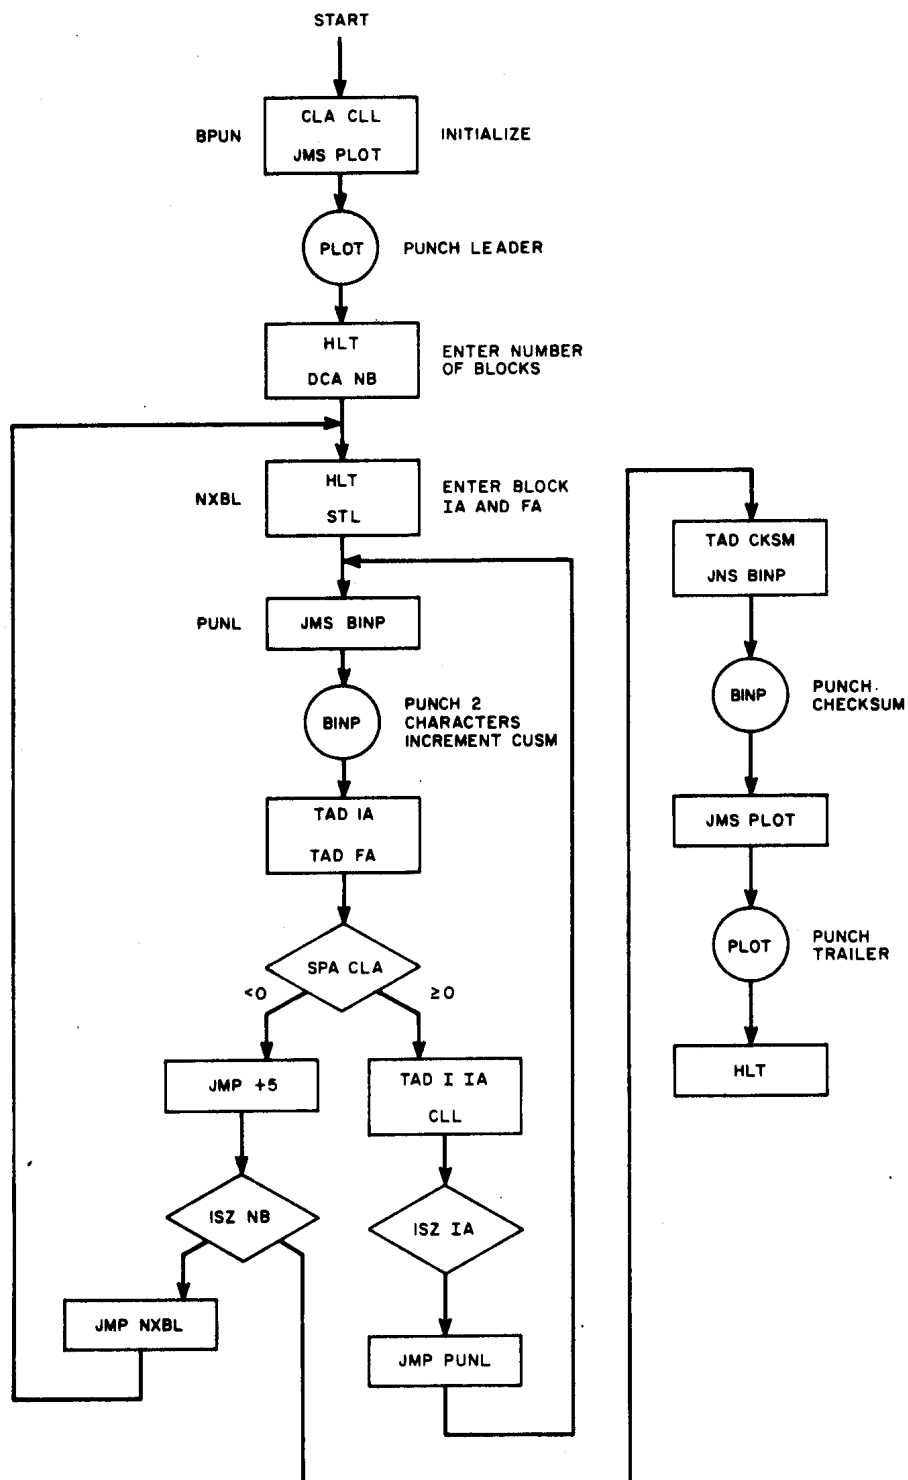 START
BPUN
CLA CLL
JMS PLOT
INITIALIZE
PLOT
PUNCH LEADER
HLT
DCA NB
ENTER NUMBER
OF BLOCKS
NXBL
HLT
STL
ENTER BLOCK
IA AND FA
PUNL
JMS BINP
BINP
PUNCH 2
CHARACTERS
INCREMENT CUSM
TAD IA
TAD FA
SPA CLA
<0
≥0
JMP +5
TAD I IA
CLL
ISZ NB
ISZ IA
JMP NXBL
JMP PUNL
TAD CKSM
JNS BINP
BINP
PUNCH
CHECKSUM
JMS PLOT
PLOT
PUNCH
TRAILER
HLT